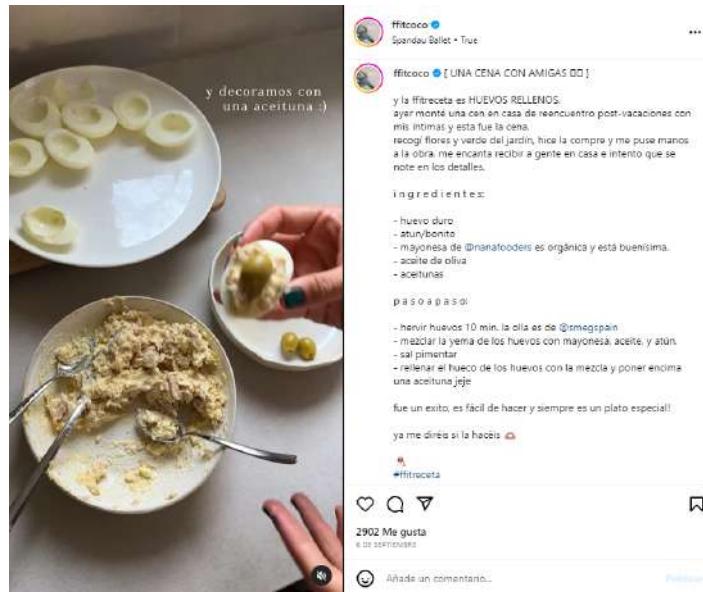 y decoramos con
una aceituna :)
ffitcoco
Spandau Ballet • True
ffitcoco [ UNA CENA CON AMIGAS ]
y la ffitreceta es HUEVOS RELLENOS.
ayer monté una cen en casa de reencuentro post-vacaciones con
mis íntimas y esta fue la cena.
recogí flores y verde del jardín, hice la compre y me puse manos
a la obra. me encanta recibir a gente en casa e intento que se
note en los detalles.
i n g r e d i e n t e s:
- huevo duro
- atun/bonito
- mayonesa de @nanafooders es orgánica y está buenísima.
- aceite de oliva
- aceitunas
p a s o a p a s o:
- hervir huevos 10 min. la olla es de @smegspain
- mezclar la yema de los huevos con mayonesa, aceite, y atún.
- sal pimentar
- rellenar el hueco de los huevos con la mezcla y poner encima
una aceituna jeje
fue un exito, es fácil de hacer y siempre es un plato especial!
ya me diréis si la hacéis
#ffitreceta
2902 Me gusta
6 DE SEPTIEMBRE
Añade un comentario...
Publicar